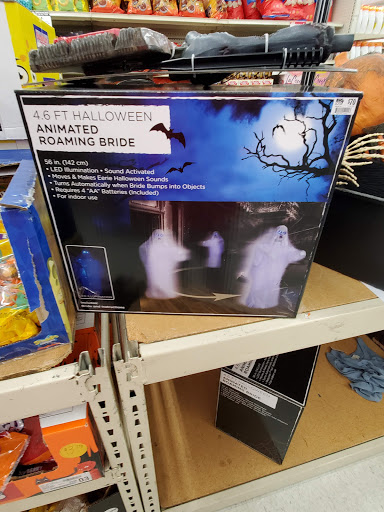 4.6 FT HALLOWEEN
ANIMATED
ROAMING BRIDE
56 in. (142 cm)
• LED Illumination • Sound Activated
• Moves & Makes Eerie Halloween Sounds
• Turns Automatically when Bride Bumps into Objects
• Requires 4 "AA" Batteries (Included)
• For Indoor use